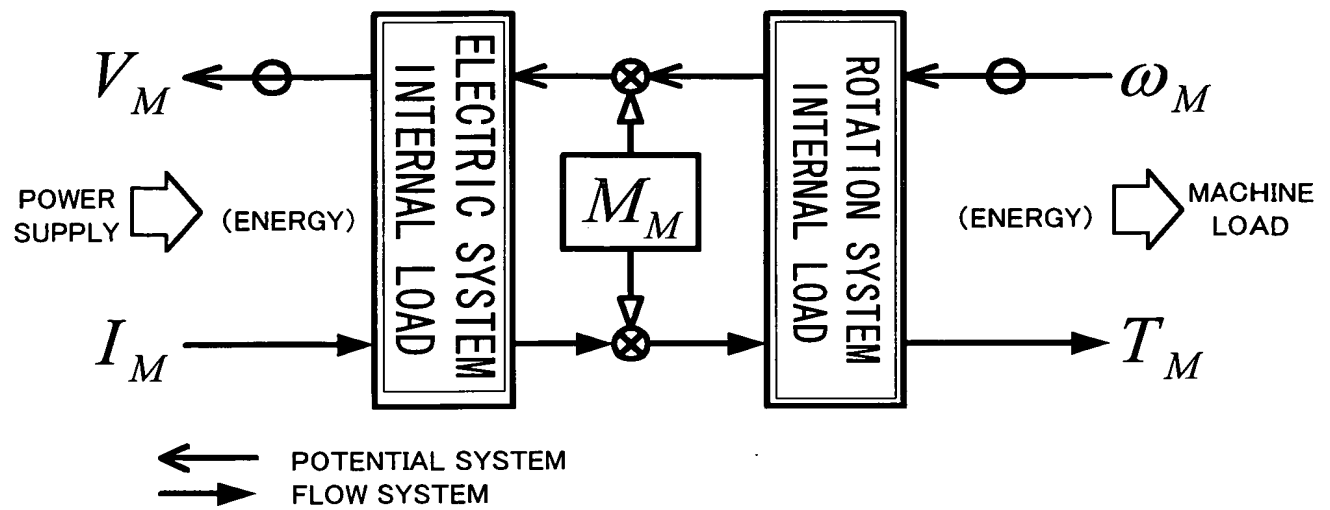 V_M
POWER
SUPPLY
(ENERGY)
I_M
ELECTRIC SYSTEM
INTERNAL LOAD
M_M
ROTATION SYSTEM
INTERNAL LOAD
ω_M
(ENERGY)
MACHINE
LOAD
T_M
POTENTIAL SYSTEM
FLOW SYSTEM